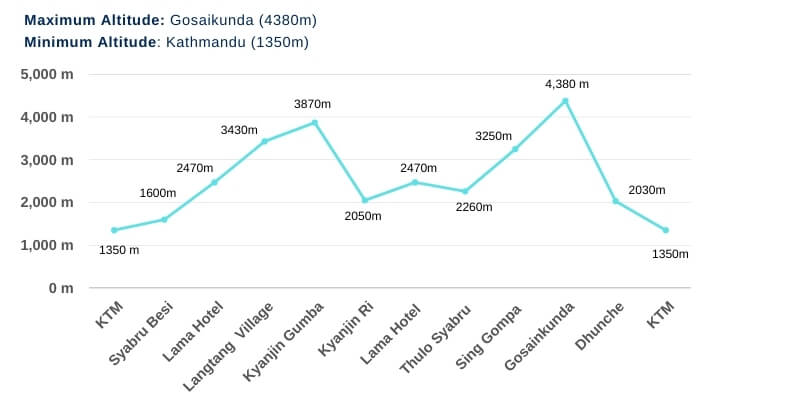 Maximum Altitude: Gosaikunda (4380m)
Minimum Altitude: Kathmandu (1350m)
5,000 m
4,000 m
3,000 m
2,000 m
1,000 m
0 m
1350 m
1600m
2470m
3430m
3870m
2050m
2470m
2260m
3250m
4,380 m
2030m
1350m
KTM
Syabru Besi
Lama Hotel
Langtang Village
Kyanjin Gumba
Kyanjin Ri
Lama Hotel
Thulo Syabru
Sing Gompa
Gosainkunda
Dhunche
KTM